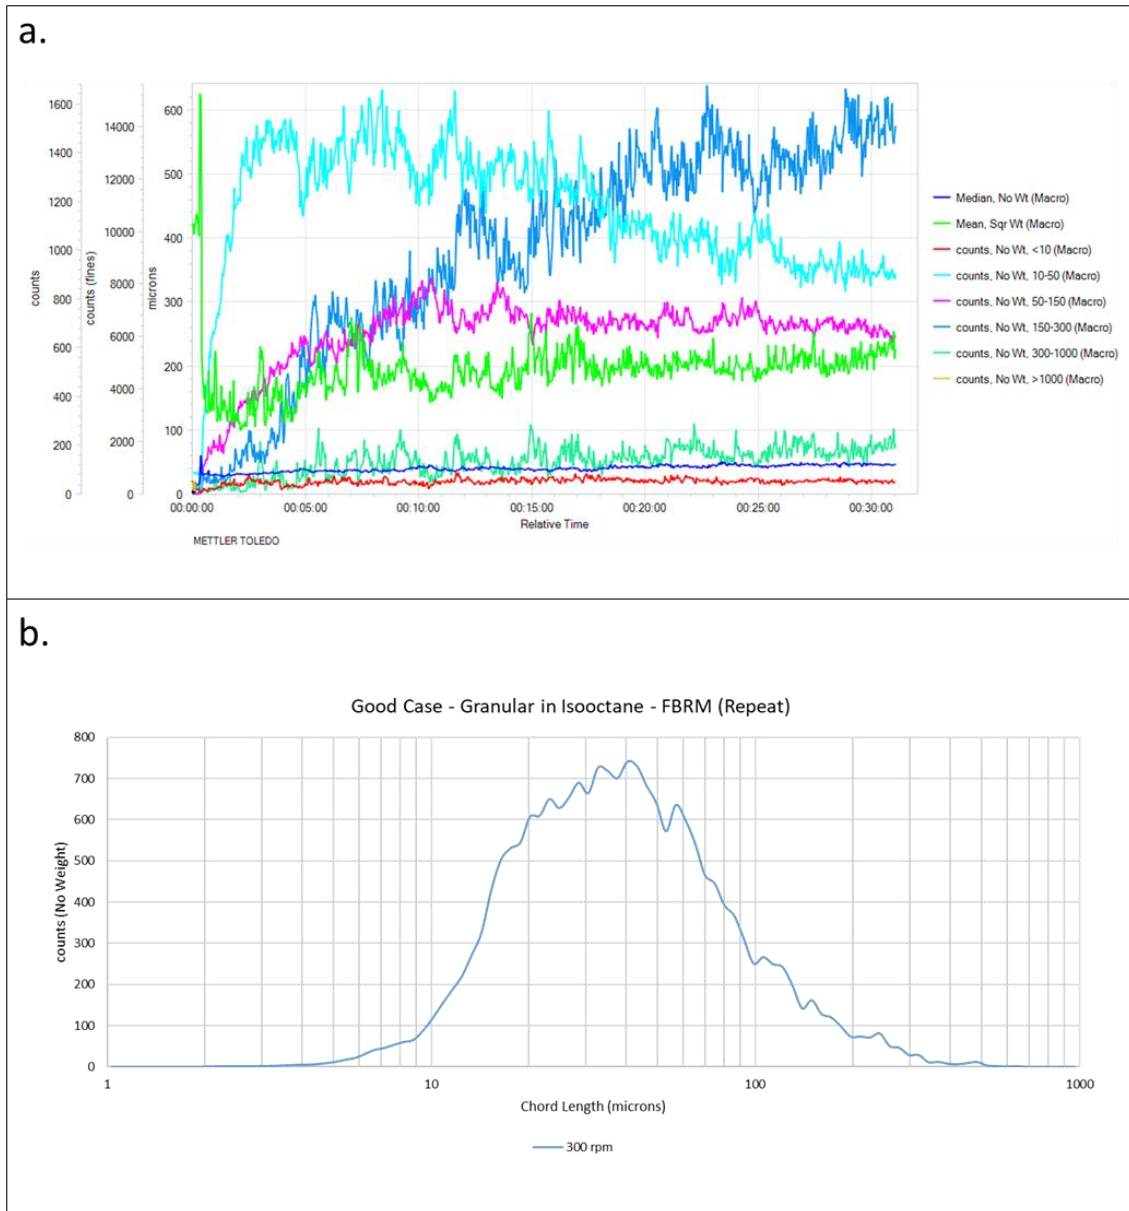 a.
counts
1600
1400
1200
1000
800
600
400
200
0
counts (fines)
14000
12000
10000
8000
6000
4000
2000
0
microns
600
500
400
300
200
100
0
00:00:00 00:05:00 00:10:00 00:15:00 00:20:00 00:25:00 00:30:00
Relative Time
METTLER TOLEDO
Median, No Wt (Macro)
Mean, Sqr Wt (Macro)
counts, No Wt, <10 (Macro)
counts, No Wt, 10-50 (Macro)
counts, No Wt, 50-150 (Macro)
counts, No Wt, 150-300 (Macro)
counts, No Wt, 300-1000 (Macro)
counts, No Wt, >1000 (Macro)
b.
Good Case - Granular in Isooctane - FBRM (Repeat)
counts (No Weight)
800
700
600
500
400
300
200
100
0
1 10 100 1000
Chord Length (microns)
300 rpm